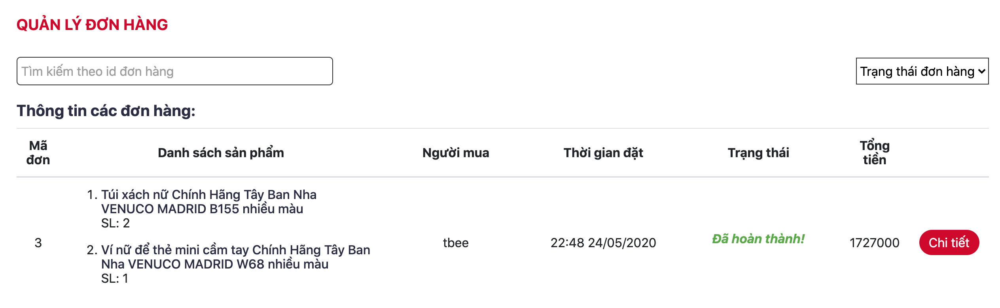 QUẢN LÝ ĐƠN HÀNG
Tìm kiếm theo id đơn hàng
Trạng thái đơn hàng
Thông tin các đơn hàng:
Mã
đơn
Danh sách sản phẩm
Người mua
Thời gian đặt
Trạng thái
Tổng
tiền
3
1. Túi xách nữ Chính Hãng Tây Ban Nha
VENUCO MADRID B155 nhiều màu
SL: 2
2. Ví nữ để thẻ mini cầm tay Chính Hãng Tây Ban
Nha VENUCO MADRID W68 nhiều màu
SL: 1
tbee
22:48 24/05/2020
Đã hoàn thành!
1727000
Chi tiết